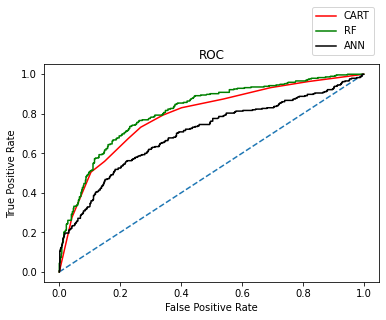 CART
RF
ANN
ROC
True Positive Rate
1.0
0.8
0.6
0.4
0.2
0.0
0.0 0.2 0.4 0.6 0.8 1.0
False Positive Rate